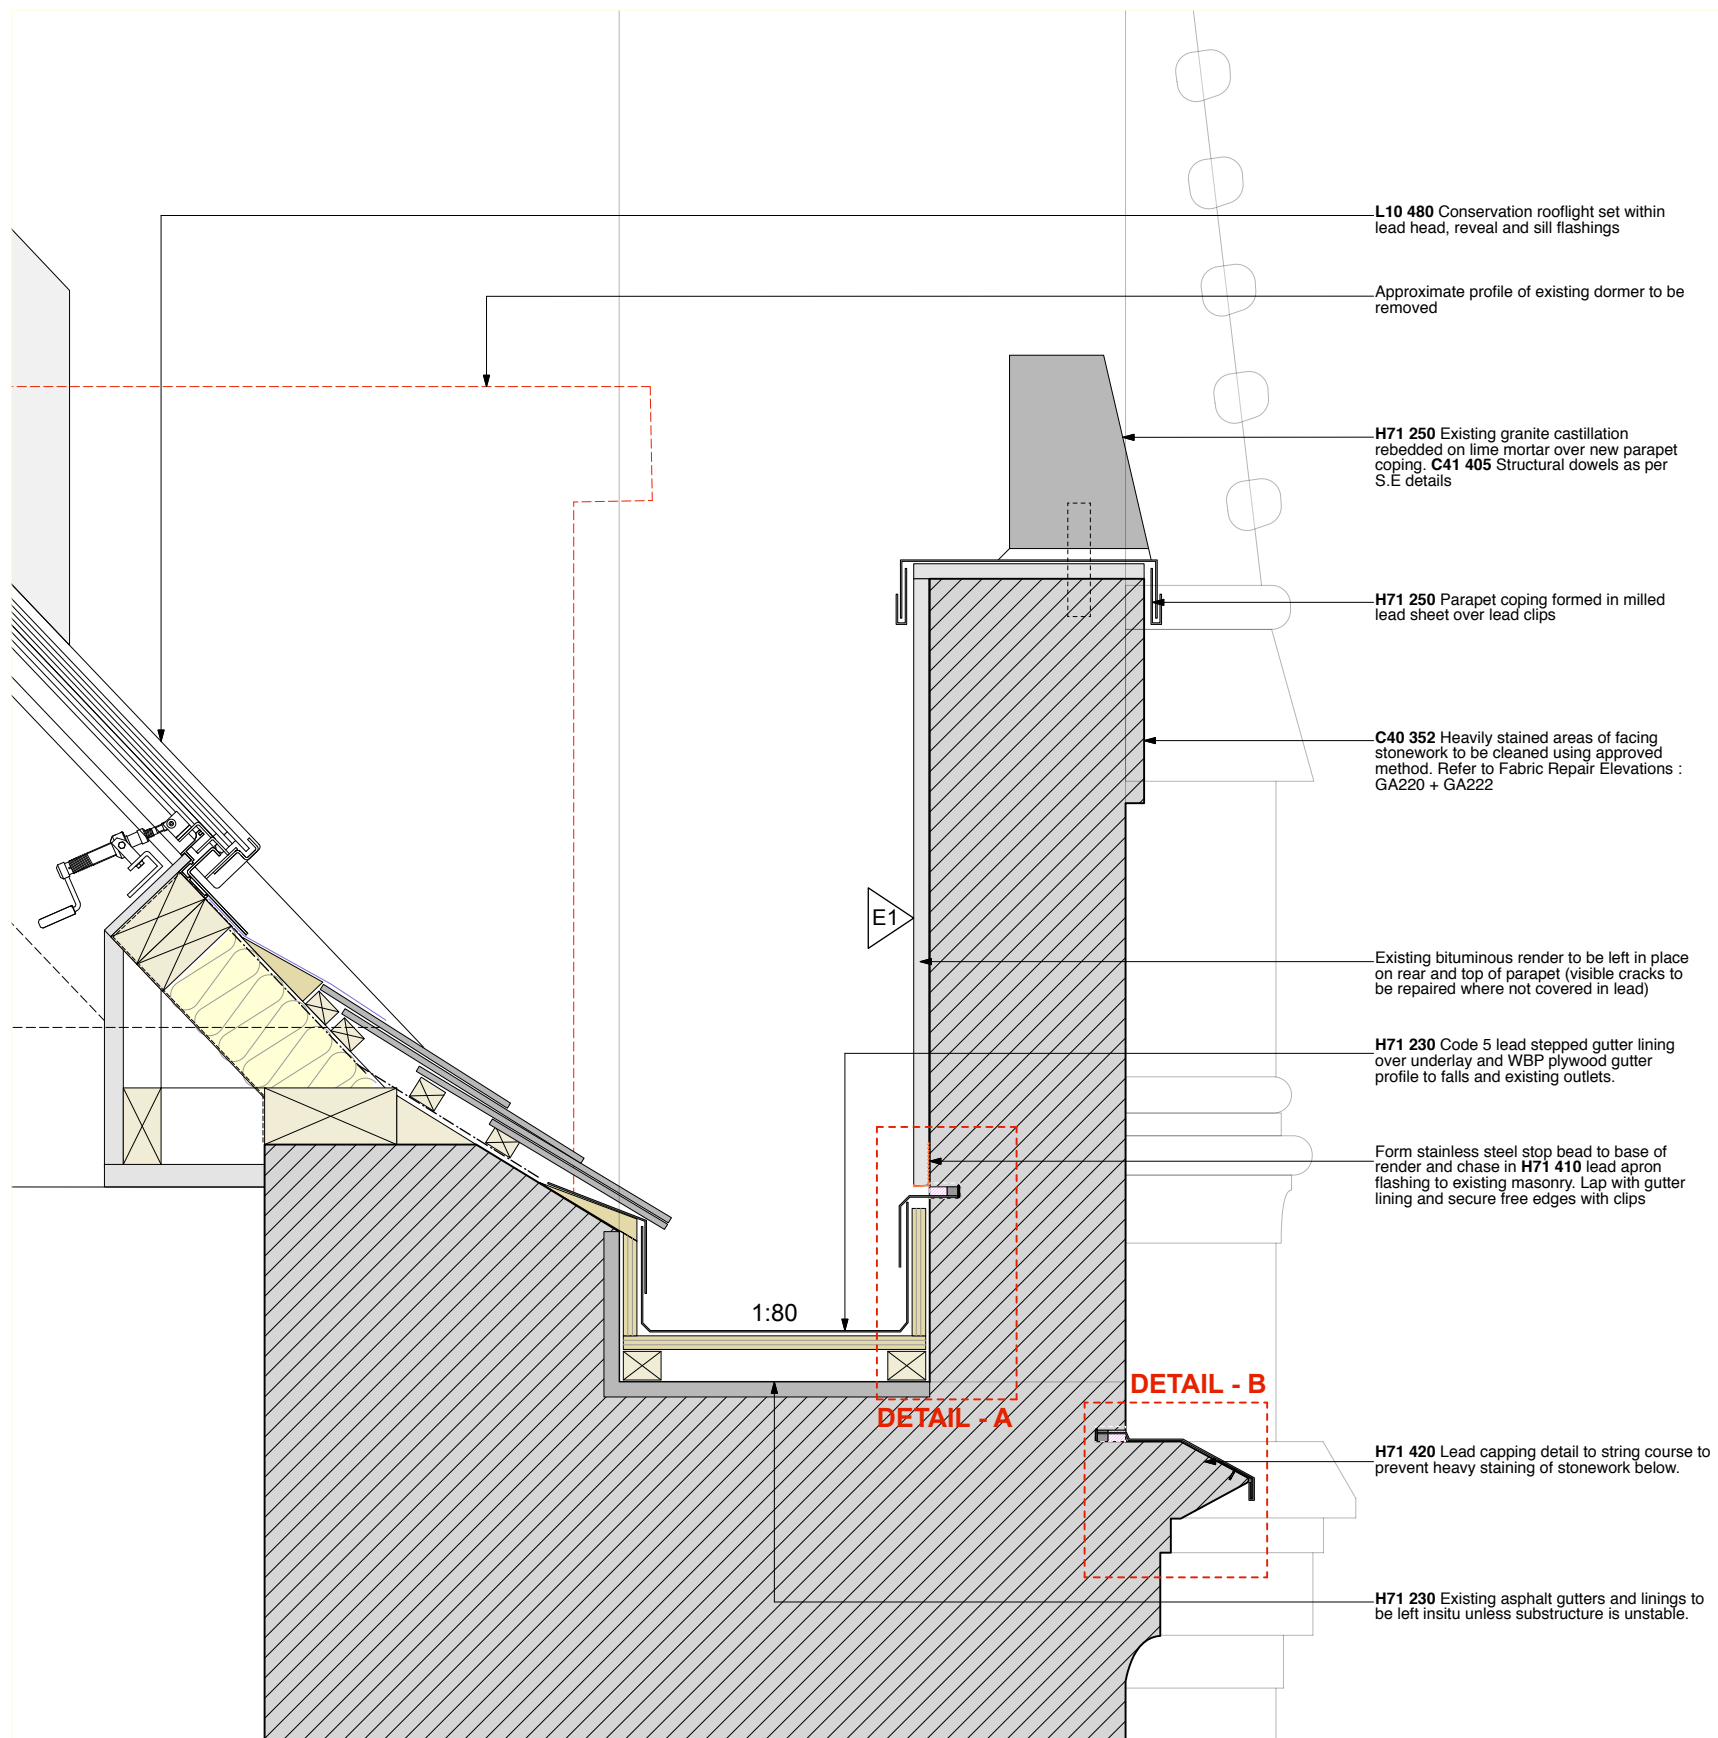 L10 480 Conservation rooflight set within
lead head, reveal and sill flashings
Approximate profile of existing dormer to be
removed
H71 250 Existing granite castillation
rebedded on lime mortar over new parapet
coping. C41 405 Structural dowels as per
S.E details
H71 250 Parapet coping formed in milled
lead sheet over lead clips
C40 352 Heavily stained areas of facing
stonework to be cleaned using approved
method. Refer to Fabric Repair Elevations :
GA220 + GA222
E1
Existing bituminous render to be left in place
on rear and top of parapet (visible cracks to
be repaired where not covered in lead)
H71 230 Code 5 lead stepped gutter lining
over underlay and WBP plywood gutter
profile to falls and existing outlets.
Form stainless steel stop bead to base of
render and chase in H71 410 lead apron
flashing to existing masonry. Lap with gutter
lining and secure free edges with clips
1:80
DETAIL - B
DETAIL - A
H71 420 Lead capping detail to string course to
prevent heavy staining of stonework below.
H71 230 Existing asphalt gutters and linings to
be left insitu unless substructure is unstable.